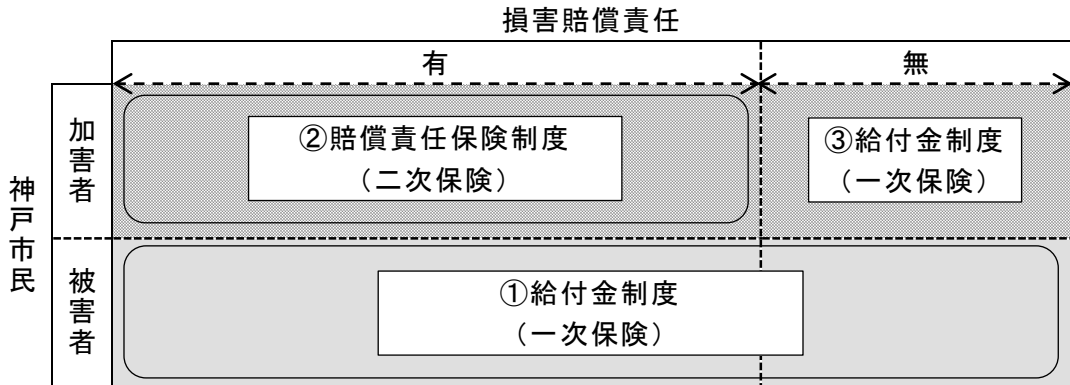 損害賠償責任
有
無
神戸市民
加害者
②賠償責任保険制度
（二次保険）
③給付金制度
（一次保険）
被害者
①給付金制度
（一次保険）